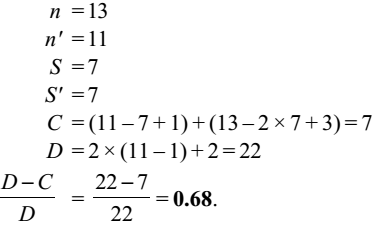 n = 13
n' = 11
S = 7
S' = 7
C = (11 – 7 + 1) + (13 – 2 × 7 + 3) = 7
D = 2 × (11 – 1) + 2 = 22
D – C / D = 22 – 7 / 22 = 0.68.